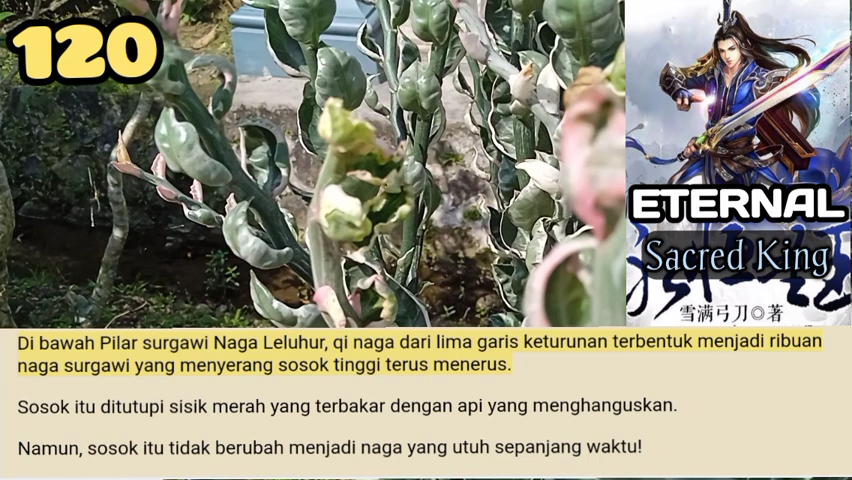 120
ETERNAL
Sacred King
雪满弓刀◎著
Di bawah Pilar surgawi Naga Leluhur, qi naga dari lima garis keturunan terbentuk menjadi ribuan
naga surgawi yang menyerang sosok tinggi terus menerus.
Sosok itu ditutupi sisik merah yang terbakar dengan api yang menghanguskan.
Namun, sosok itu tidak berubah menjadi naga yang utuh sepanjang waktu!